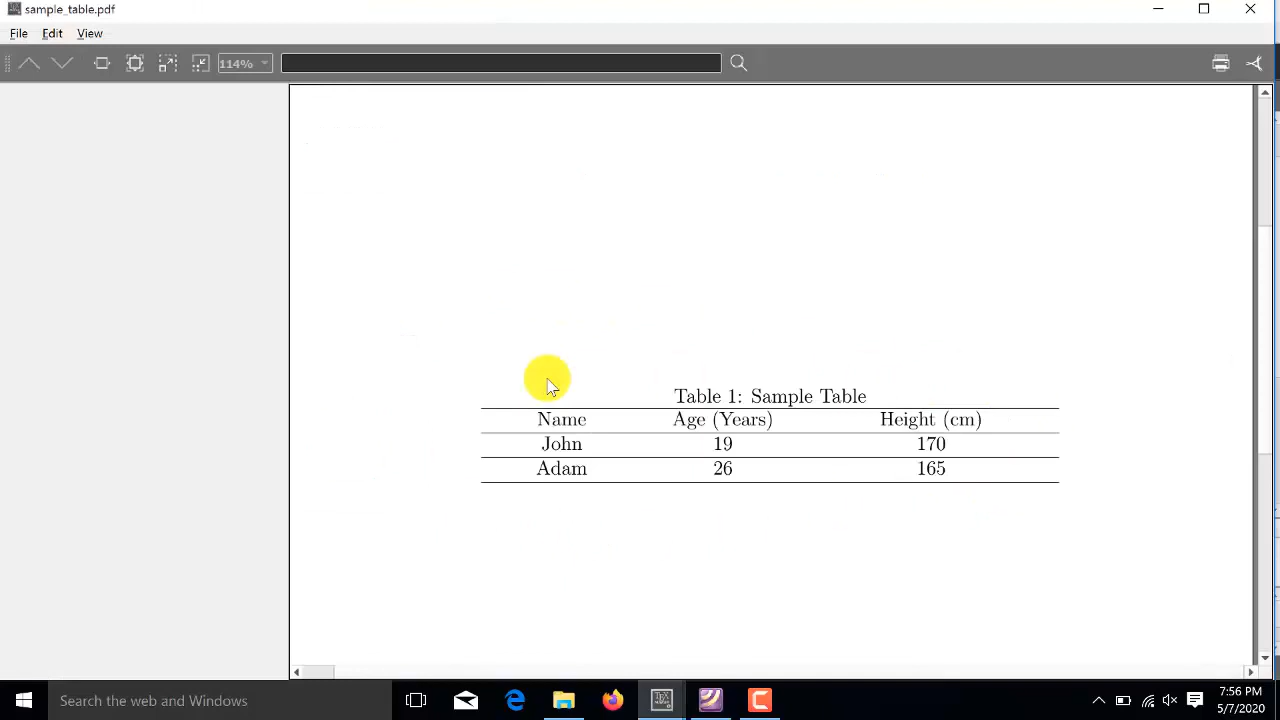 sample_table.pdf
File Edit View
114%
Table 1: Sample Table
Name Age (Years) Height (cm)
John 19 170
Adam 26 165
Search the web and Windows
7:56 PM
5/7/2020